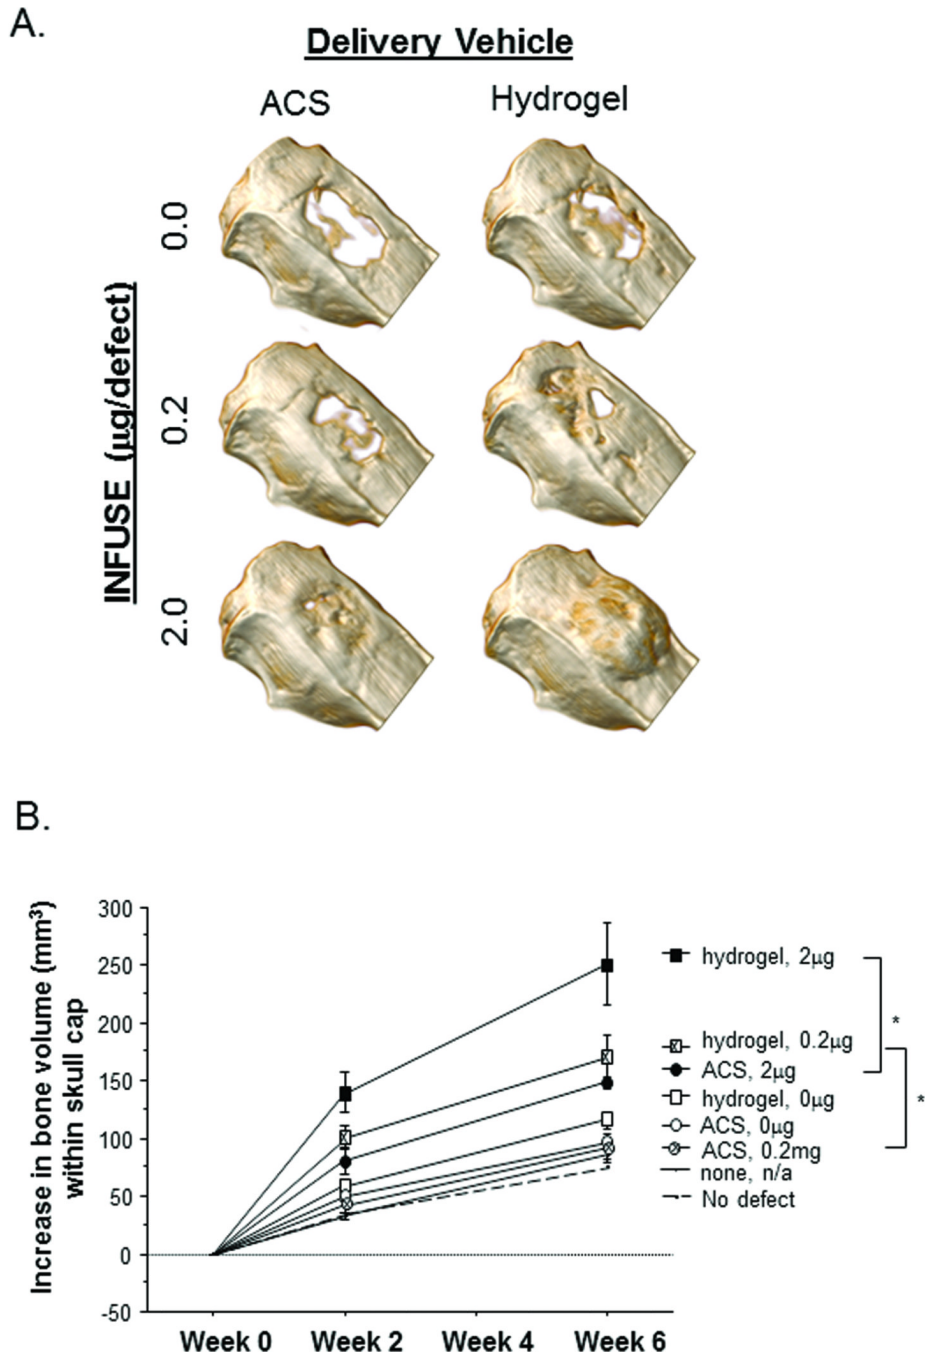 A.
Delivery Vehicle
ACS
Hydrogel
INFUSE (µg/defect)
0.0
0.2
2.0
B.
Increase in bone volume (mm³)
within skull cap
300
250
200
150
100
50
0
-50
Week 0
Week 2
Week 4
Week 6
hydrogel, 2µg
hydrogel, 0.2µg
ACS, 2µg
hydrogel, 0µg
ACS, 0µg
ACS, 0.2mg
none, n/a
No defect
*
*